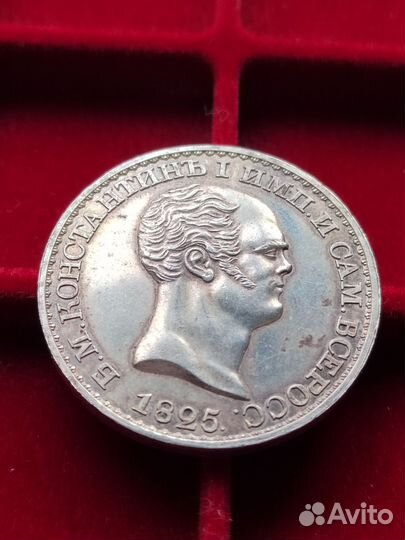 Б. М. КОНСТАНТИНЪ I ИМП. И САМ. ВСЕРОСС.
1825.
Avito